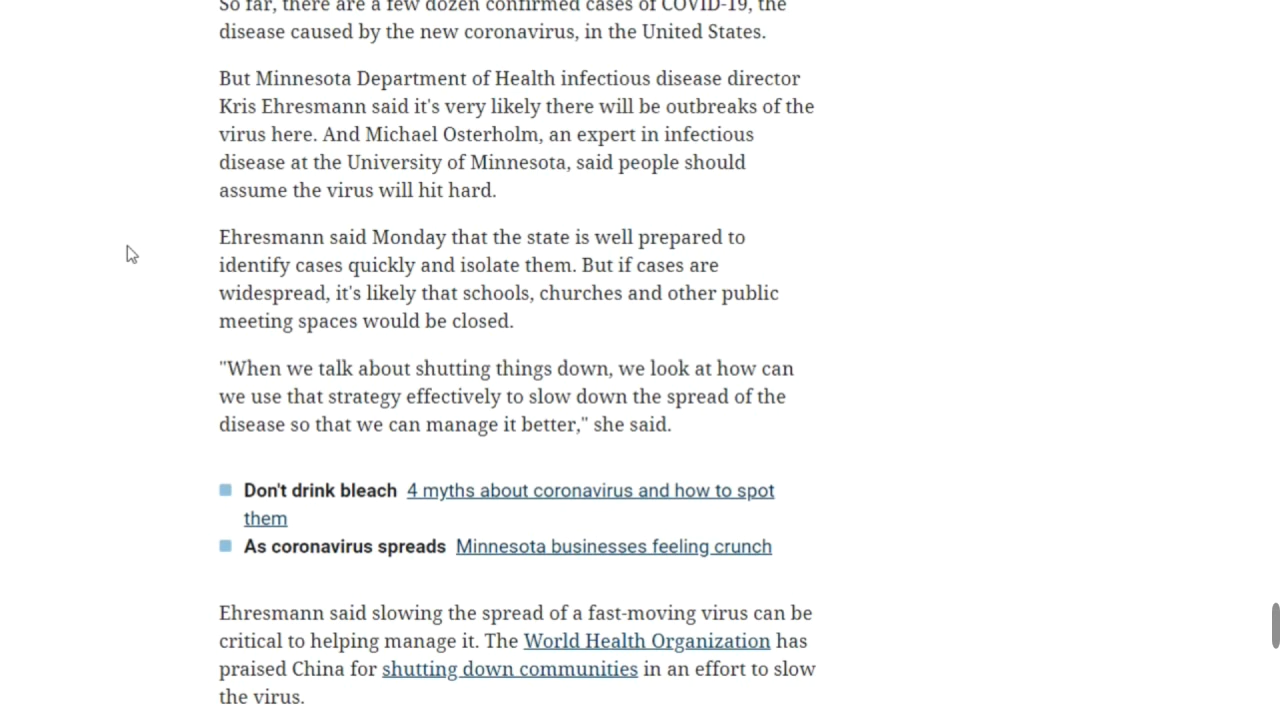 So far, there are a few dozen confirmed cases of COVID-19, the
disease caused by the new coronavirus, in the United States.
But Minnesota Department of Health infectious disease director
Kris Ehresmann said it's very likely there will be outbreaks of the
virus here. And Michael Osterholm, an expert in infectious
disease at the University of Minnesota, said people should
assume the virus will hit hard.
Ehresmann said Monday that the state is well prepared to
identify cases quickly and isolate them. But if cases are
widespread, it's likely that schools, churches and other public
meeting spaces would be closed.
"When we talk about shutting things down, we look at how can
we use that strategy effectively to slow down the spread of the
disease so that we can manage it better," she said.
Don't drink bleach 4 myths about coronavirus and how to spot
them
As coronavirus spreads Minnesota businesses feeling crunch
Ehresmann said slowing the spread of a fast-moving virus can be
critical to helping manage it. The World Health Organization has
praised China for shutting down communities in an effort to slow
the virus.